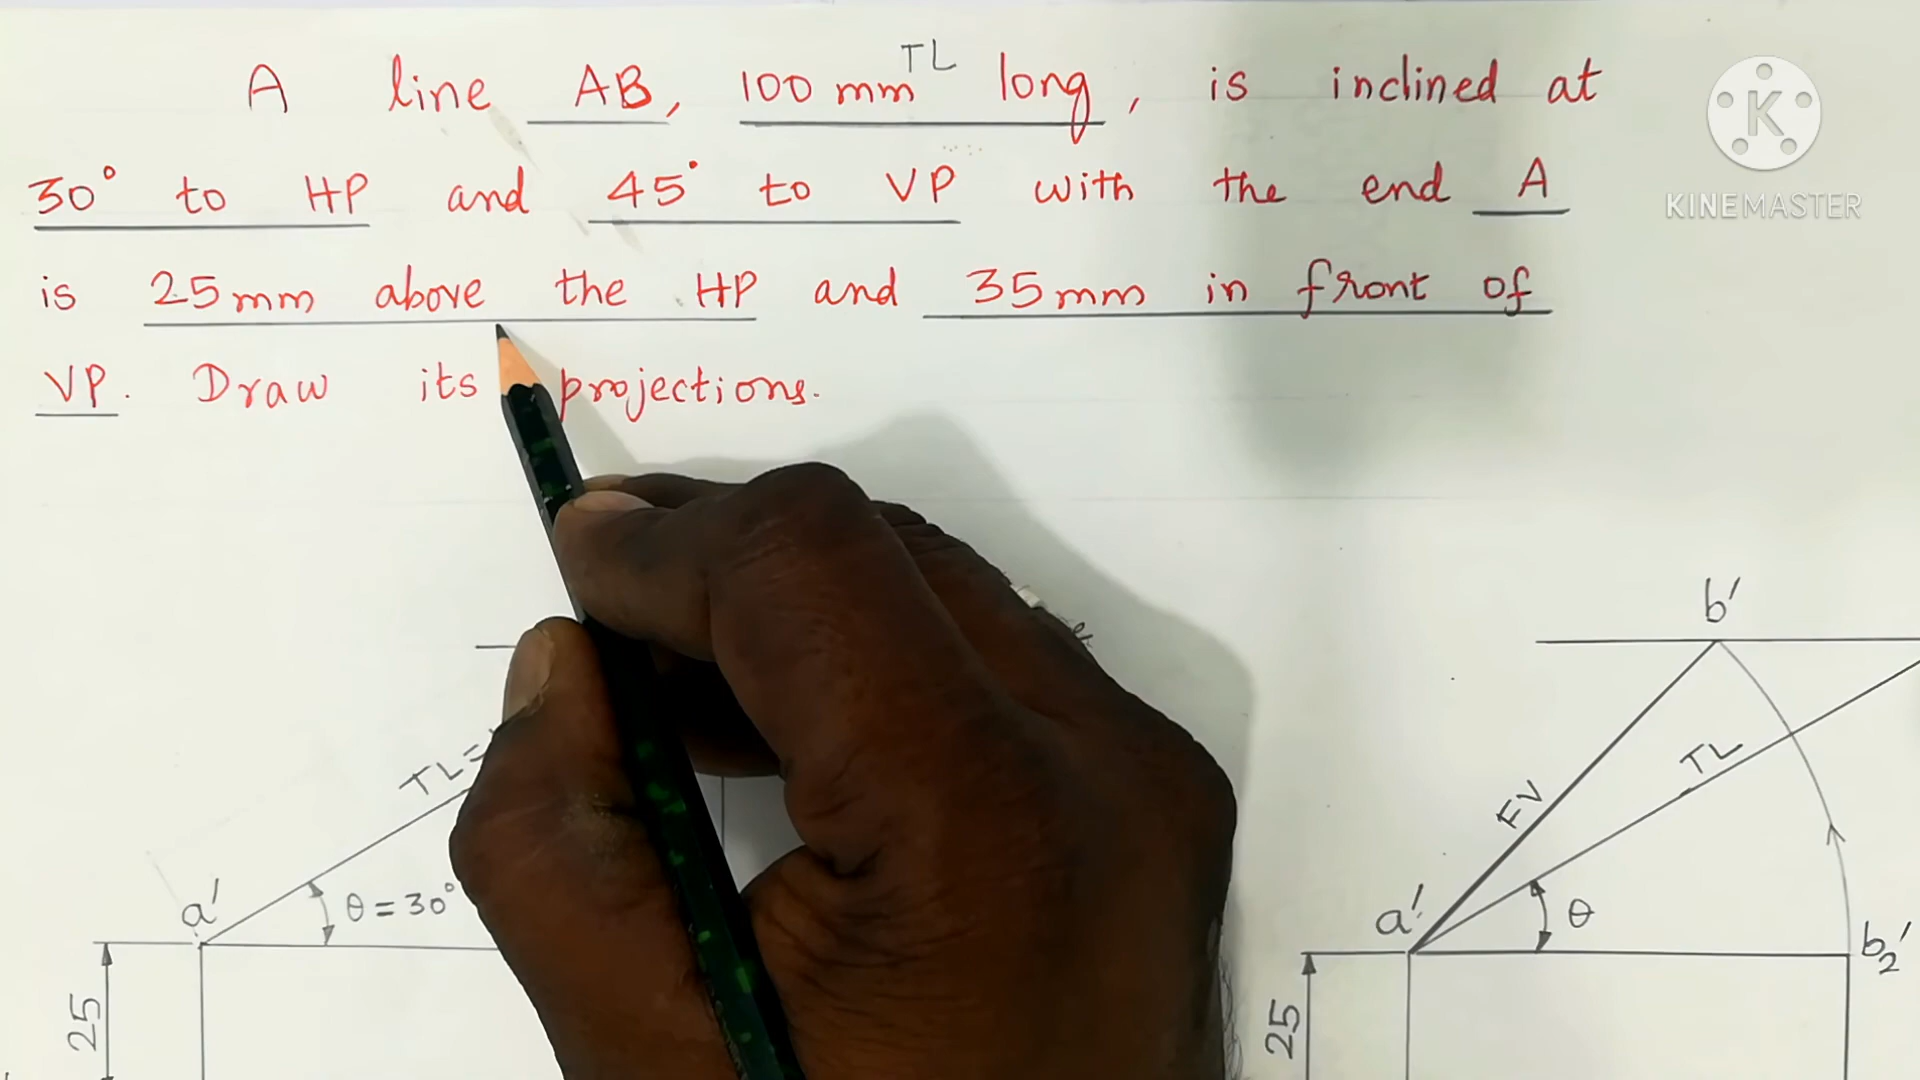 A line AB, 100 mm TL long, is inclined at
30° to HP and 45° to VP with the end A
is 25mm above the HP and 35mm in front of
VP. Draw its projections.
K
KINEMASTER
TL=
a'
θ = 30°
25
b'
FV
TL
a'
θ
b₂'
25